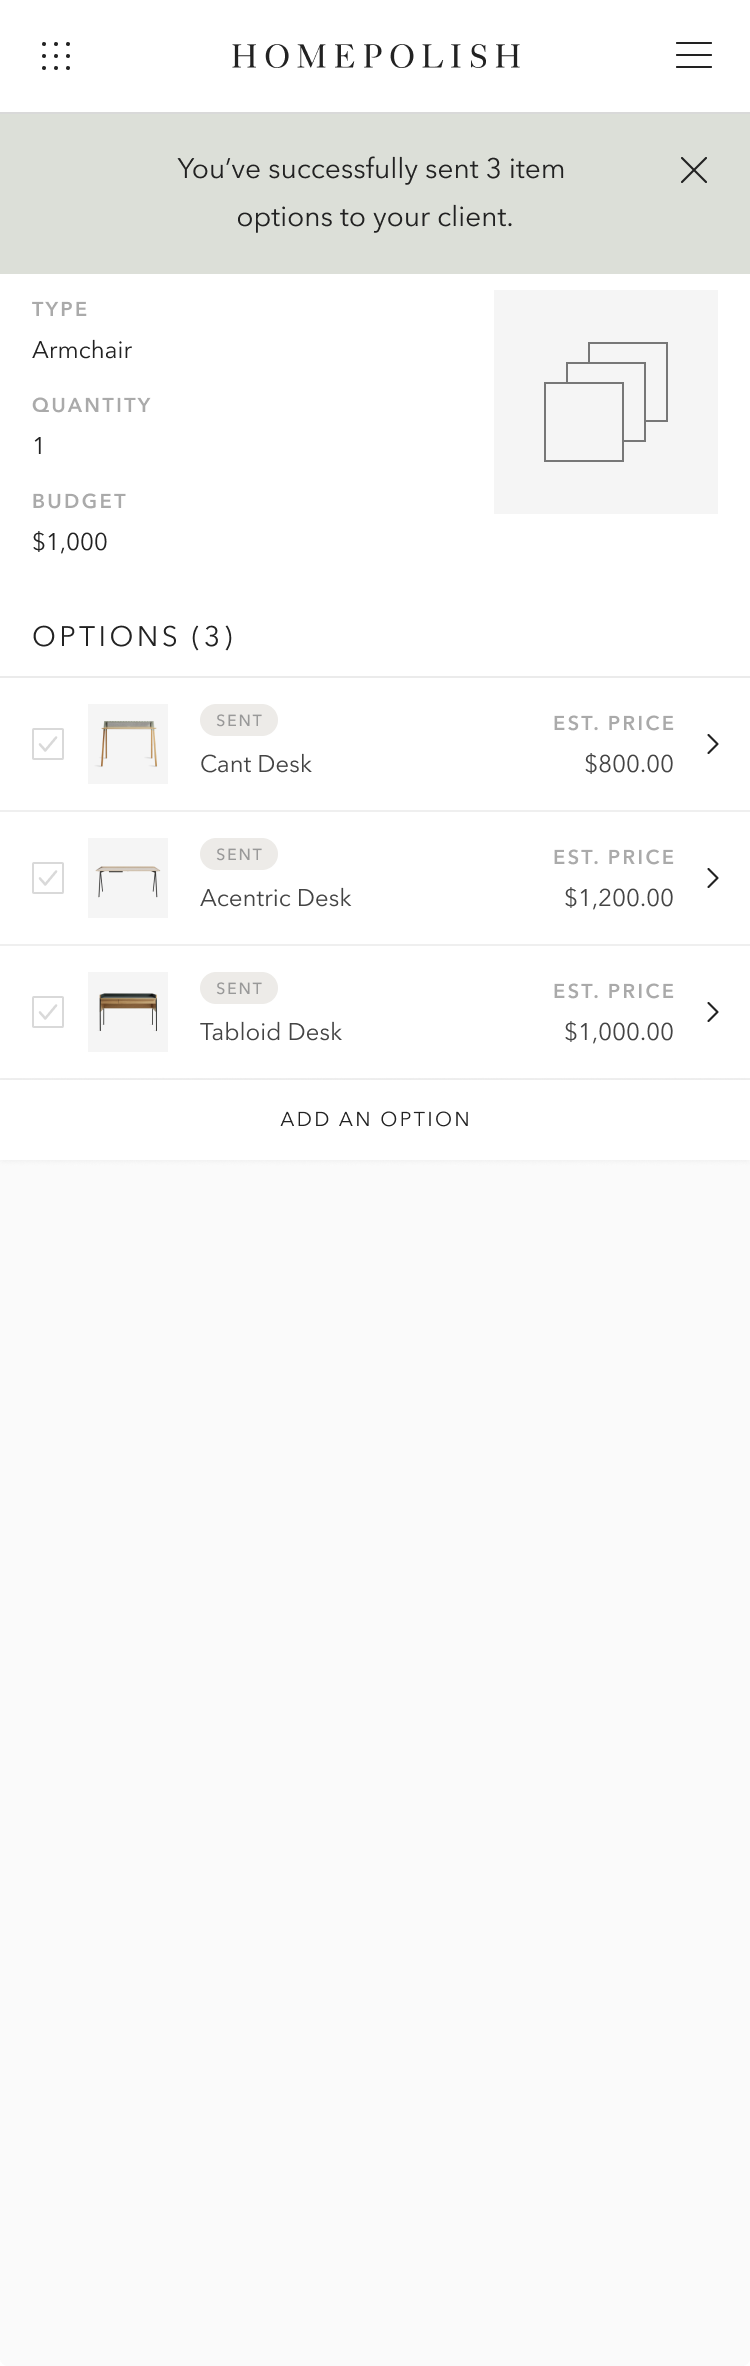 HOMEPOLISH
You’ve successfully sent 3 item
options to your client.
TYPE
Armchair
QUANTITY
1
BUDGET
$1,000
OPTIONS (3)
SENT
Cant Desk
EST. PRICE
$800.00
SENT
Acentric Desk
EST. PRICE
$1,200.00
SENT
Tabloid Desk
EST. PRICE
$1,000.00
ADD AN OPTION